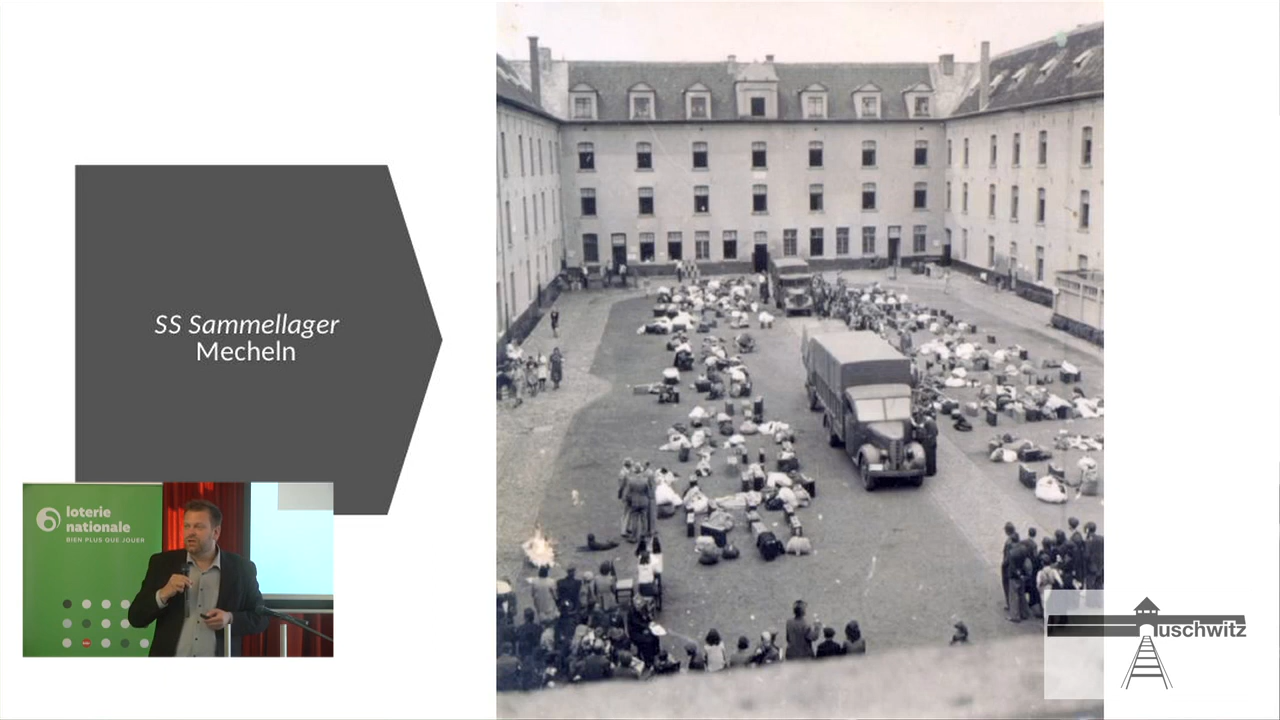 SS Sammellager
Mecheln
loterie
nationale
BIEN PLUS QUE JOUER
uschwitz